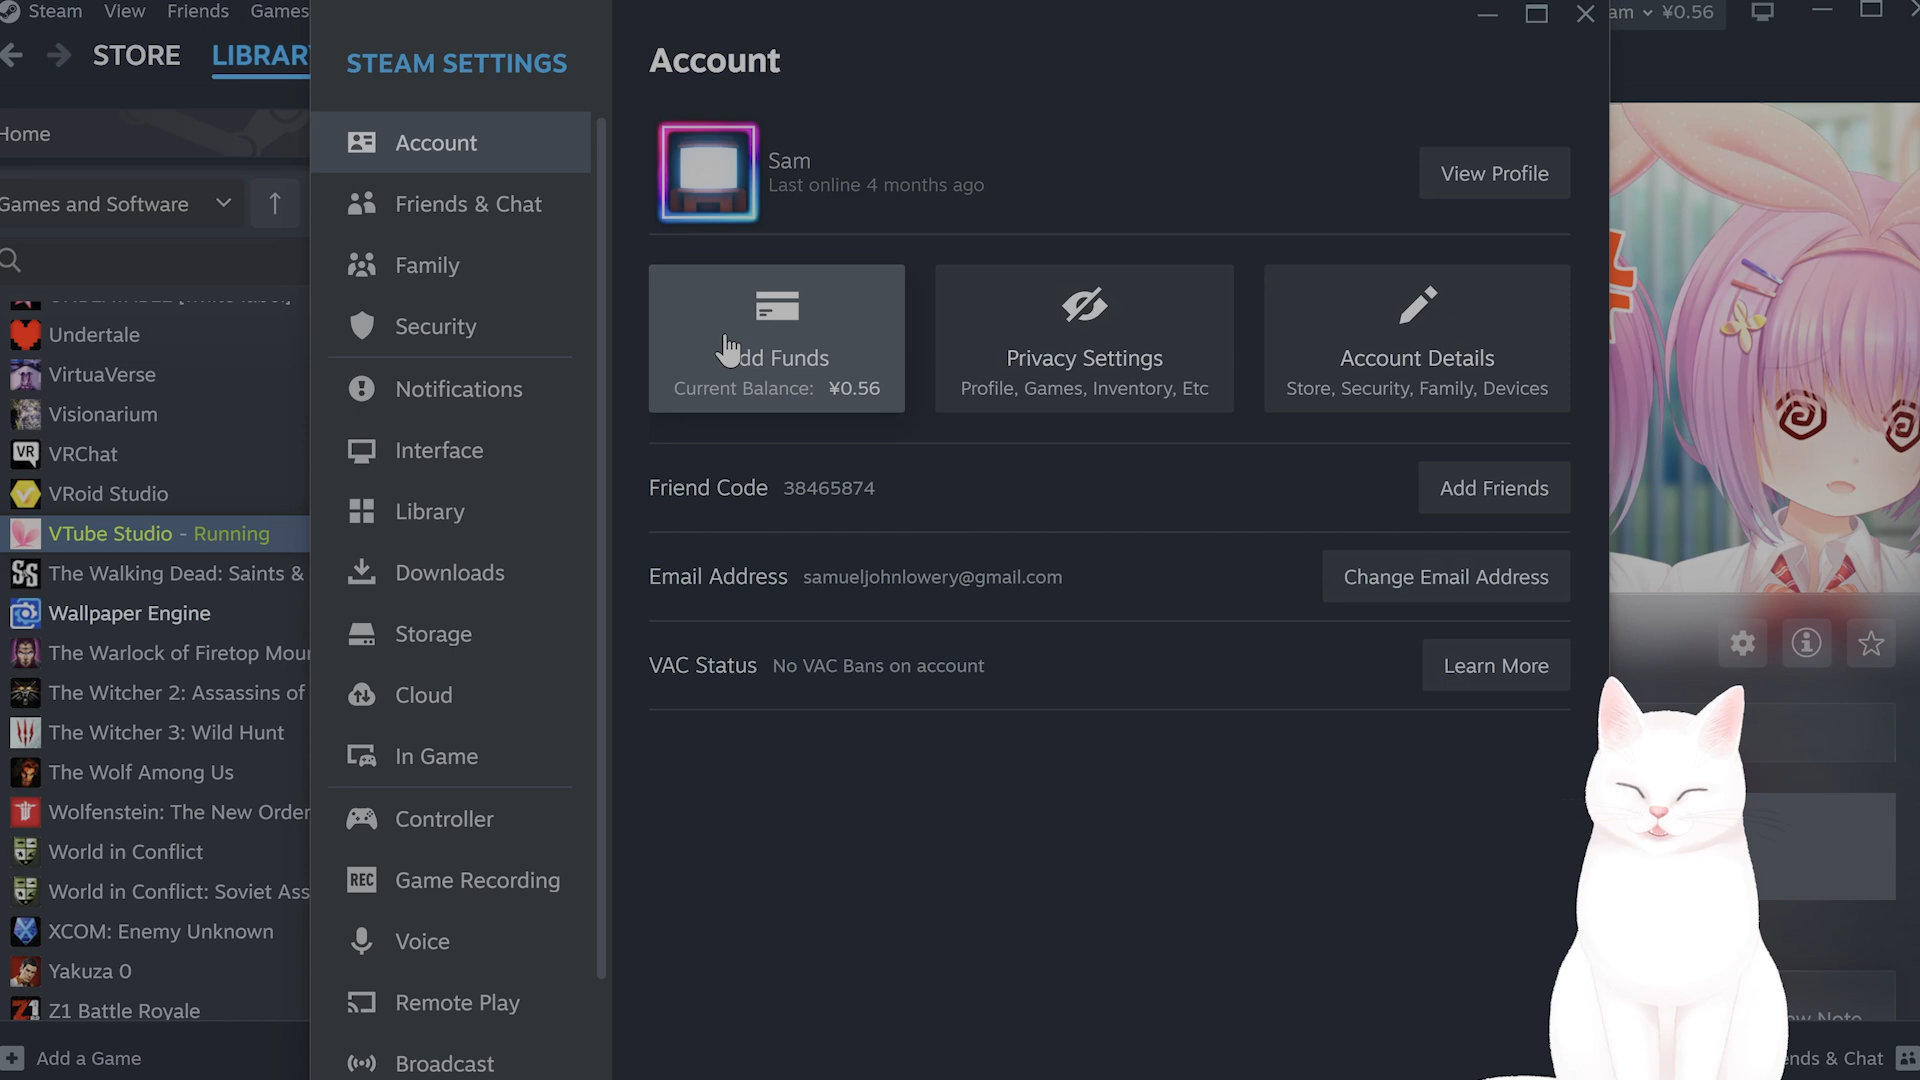 Steam View Friends Games
am ¥0.56
STORE LIBRARY
Home
Games and Software
Undertale
VirtuaVerse
Visionarium
VRChat
VRoid Studio
VTube Studio - Running
The Walking Dead: Saints &
Wallpaper Engine
The Warlock of Firetop Mou
The Witcher 2: Assassins of
The Witcher 3: Wild Hunt
The Wolf Among Us
Wolfenstein: The New Order
World in Conflict
World in Conflict: Soviet Ass
XCOM: Enemy Unknown
Yakuza 0
Z1 Battle Royale
Add a Game
STEAM SETTINGS
Account
Friends & Chat
Family
Security
Notifications
Interface
Library
Downloads
Storage
Cloud
In Game
Controller
REC Game Recording
Voice
Remote Play
Broadcast
Account
Sam
Last online 4 months ago
View Profile
dd Funds
Current Balance: ¥0.56
Privacy Settings
Profile, Games, Inventory, Etc
Account Details
Store, Security, Family, Devices
Friend Code 38465874
Add Friends
Email Address samueljohnlowery@gmail.com
Change Email Address
VAC Status No VAC Bans on account
Learn More
ew Note
ends & Chat